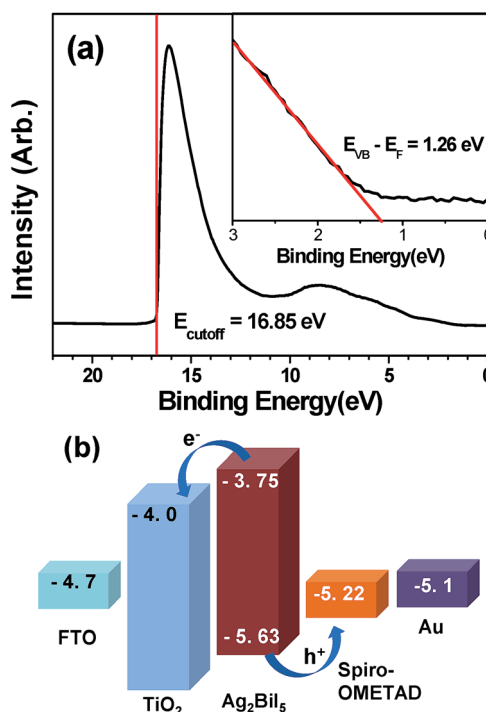 (a)
Intensity (Arb.)
E_VB - E_F = 1.26 eV
3 2 1 0
Binding Energy(eV)
E_cutoff = 16.85 eV
20 15 10 5 0
Binding Energy(eV)
(b)
e⁻
- 3. 75
- 4. 0
- 4. 7
-5. 22
-5. 1
FTO
- 5. 63
h⁺
Au
Spiro-
OMETAD
TiO₂
Ag₂BiI₅